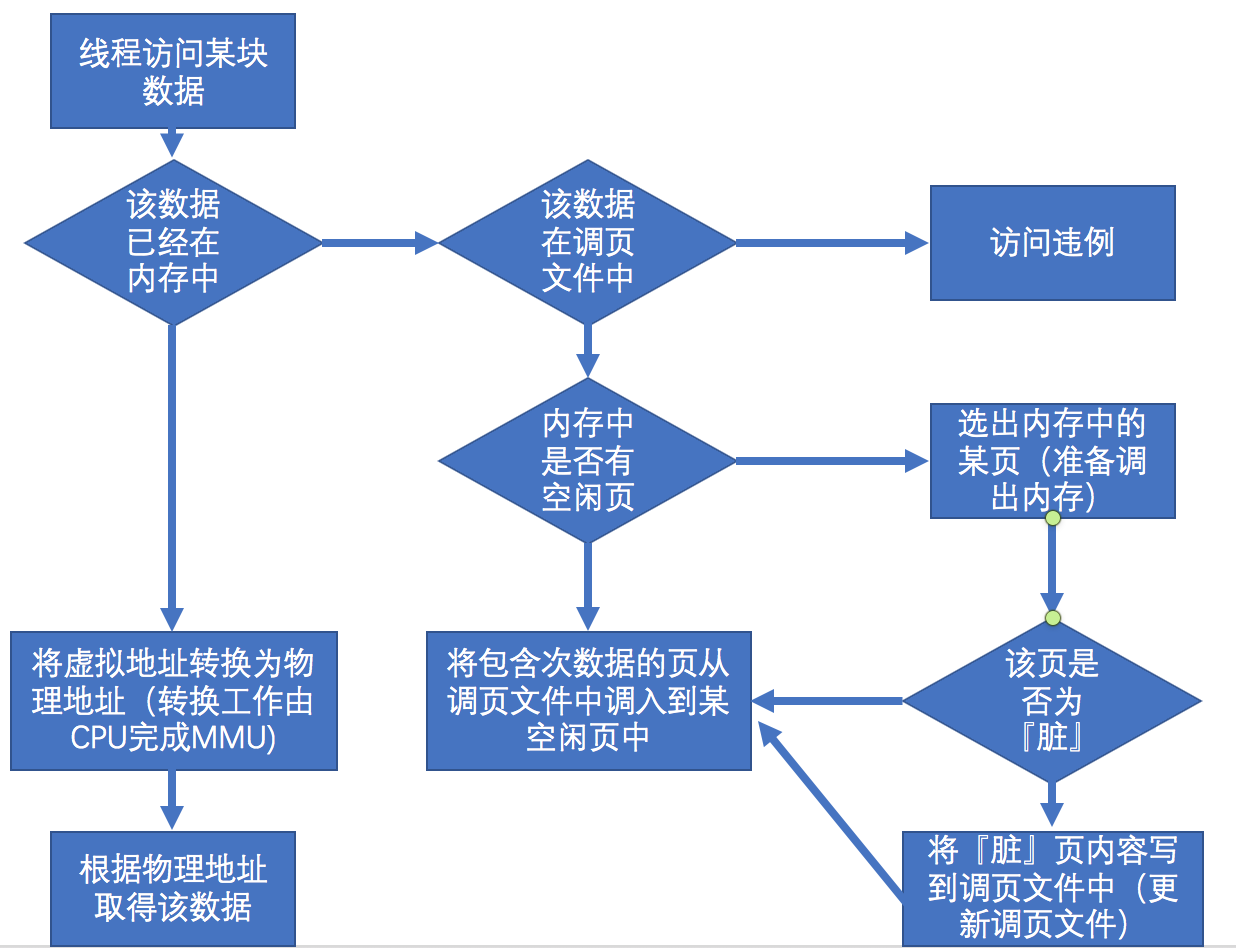 线程访问某块
数据
该数据
已经在
内存中
该数据
在调页
文件中
访问违例
内存中
是否有
空闲页
选出内存中的
某页（准备调
出内存）
将虚拟地址转换为物
理地址（转换工作由
CPU完成MMU)
将包含次数据的页从
调页文件中调入到某
空闲页中
该页是
否为
『脏』
根据物理地址
取得该数据
将『脏』页内容写
到调页文件中（更
新调页文件）